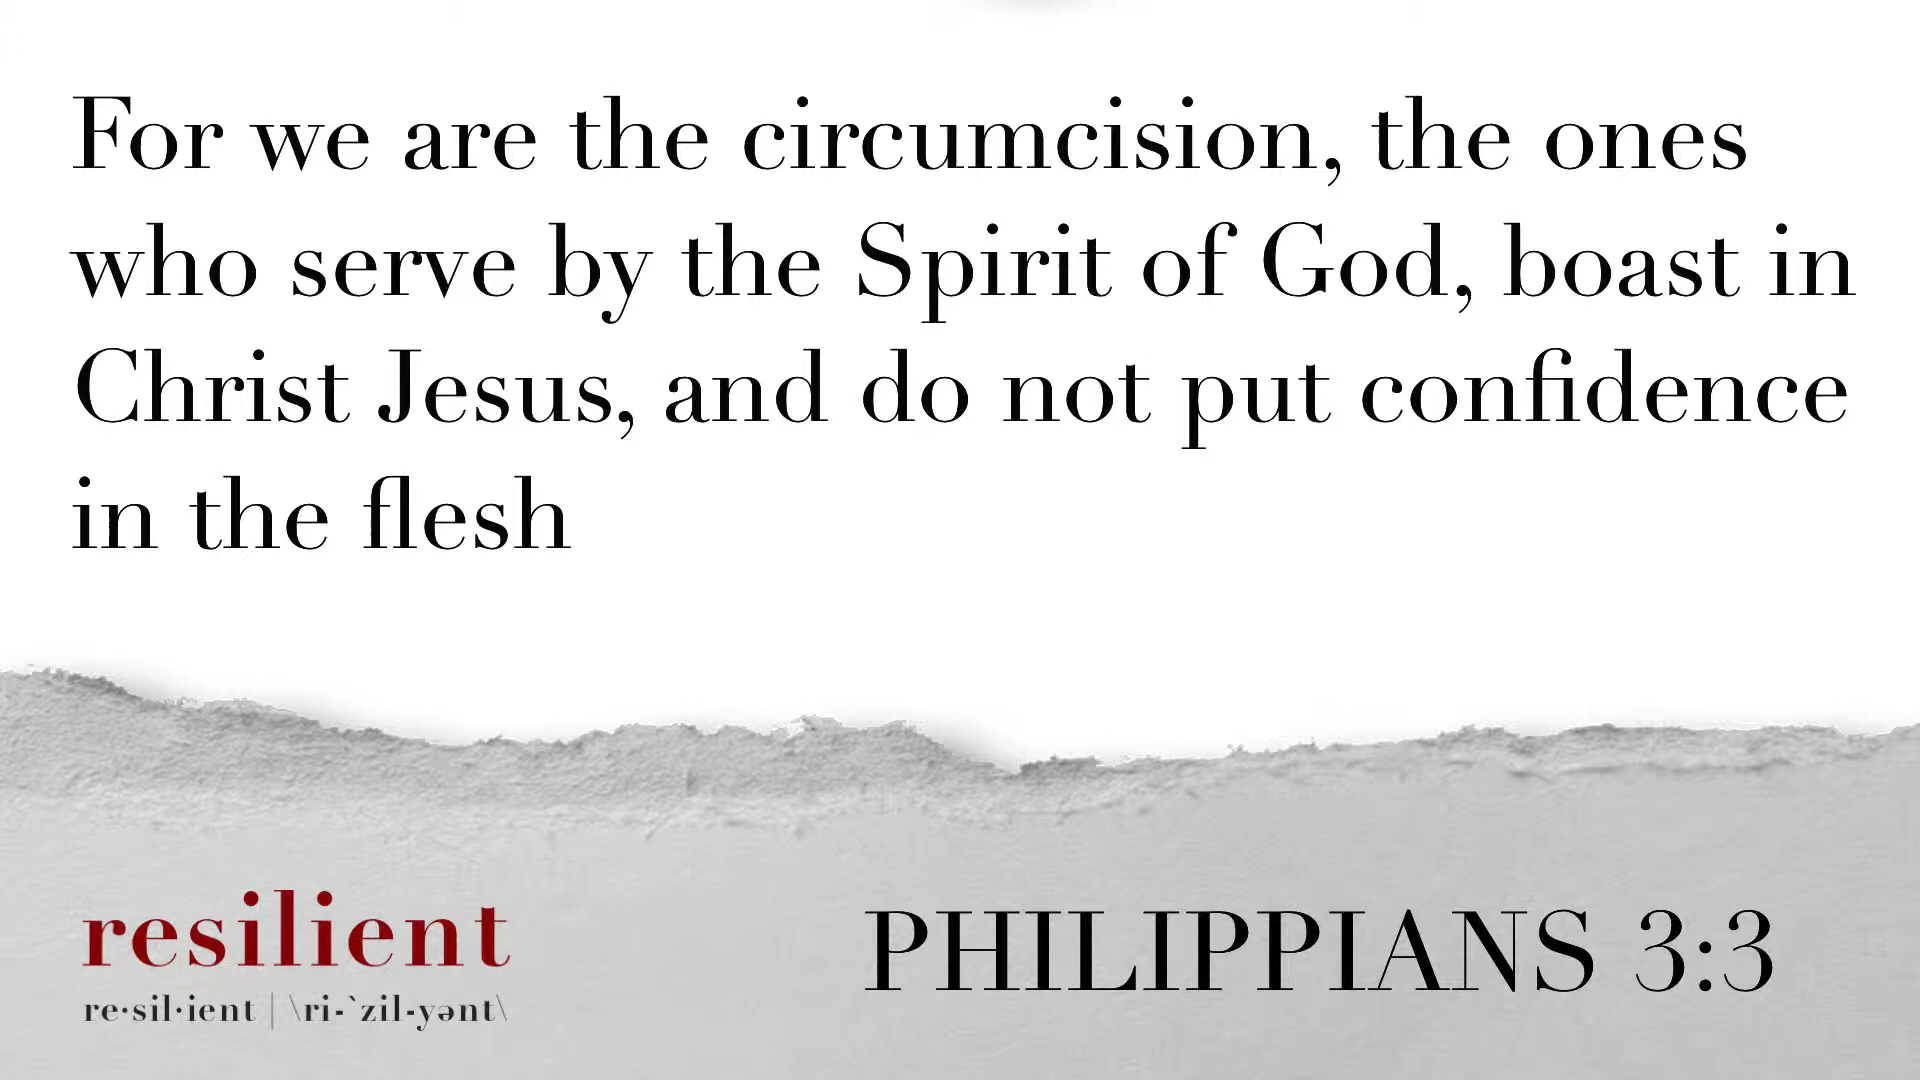 For we are the circumcision, the ones
who serve by the Spirit of God, boast in
Christ Jesus, and do not put confidence
in the flesh
resilient
re·sil·ient | \ri-`zil-yənt\
PHILIPPIANS 3:3